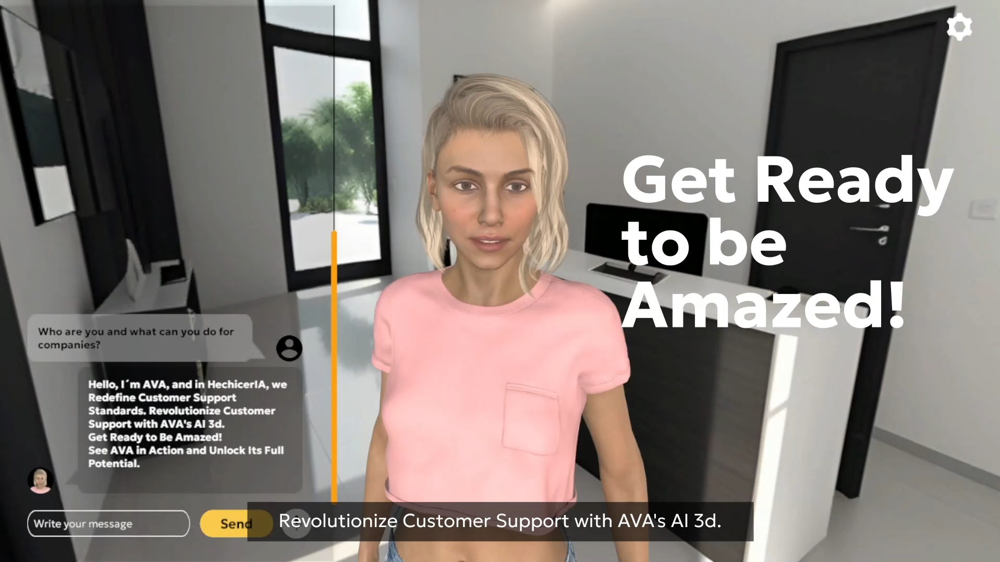 Get Ready
to be
Amazed!
Who are you and what can you do for
companies?
Hello, I´m AVA, and in HechicerIA, we
Redefine Customer Support
Standards. Revolutionize Customer
Support with AVA's AI 3d.
Get Ready to Be Amazed!
See AVA in Action and Unlock Its Full
Potential.
Write your message
Send
Revolutionize Customer Support with AVA's AI 3d.